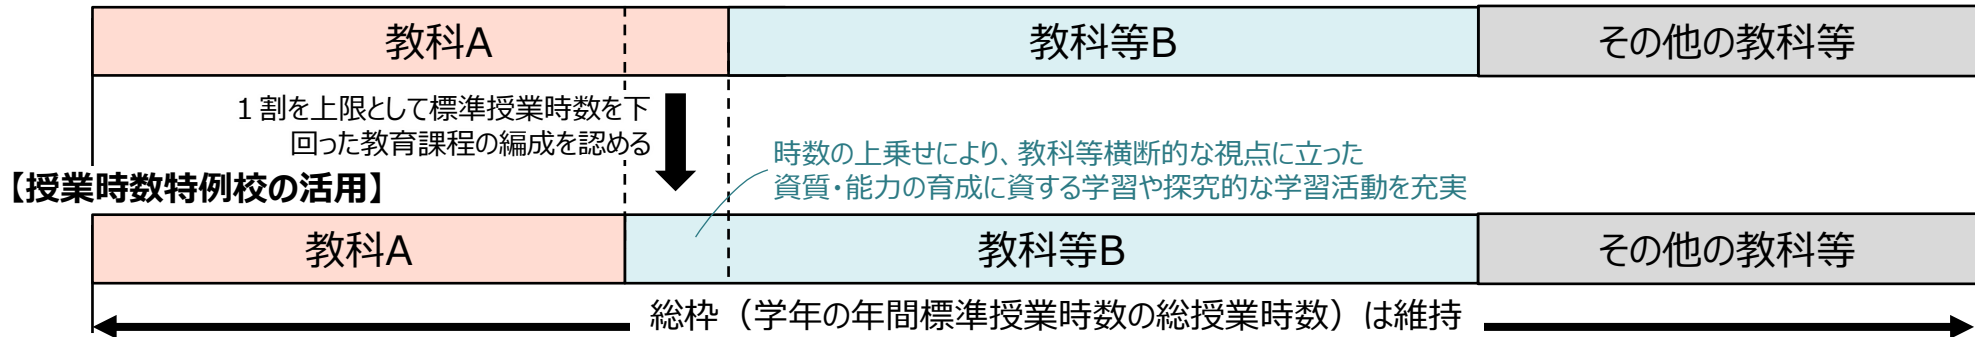 教科A
教科等B
その他の教科等
１割を上限として標準授業時数を下
回った教育課程の編成を認める
時数の上乗せにより、教科等横断的な視点に立った
資質・能力の育成に資する学習や探究的な学習活動を充実
【授業時数特例校の活用】
教科A
教科等B
その他の教科等
総枠（学年の年間標準授業時数の総授業時数）は維持